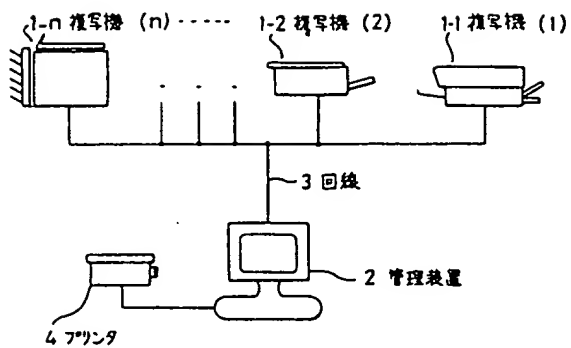 1-n 複写機 (n) ‐‐‐‐‐ 1-2 複写機 (2) 1-1 複写機 (1)
3 回線
2 管理装置
4 プリンタ